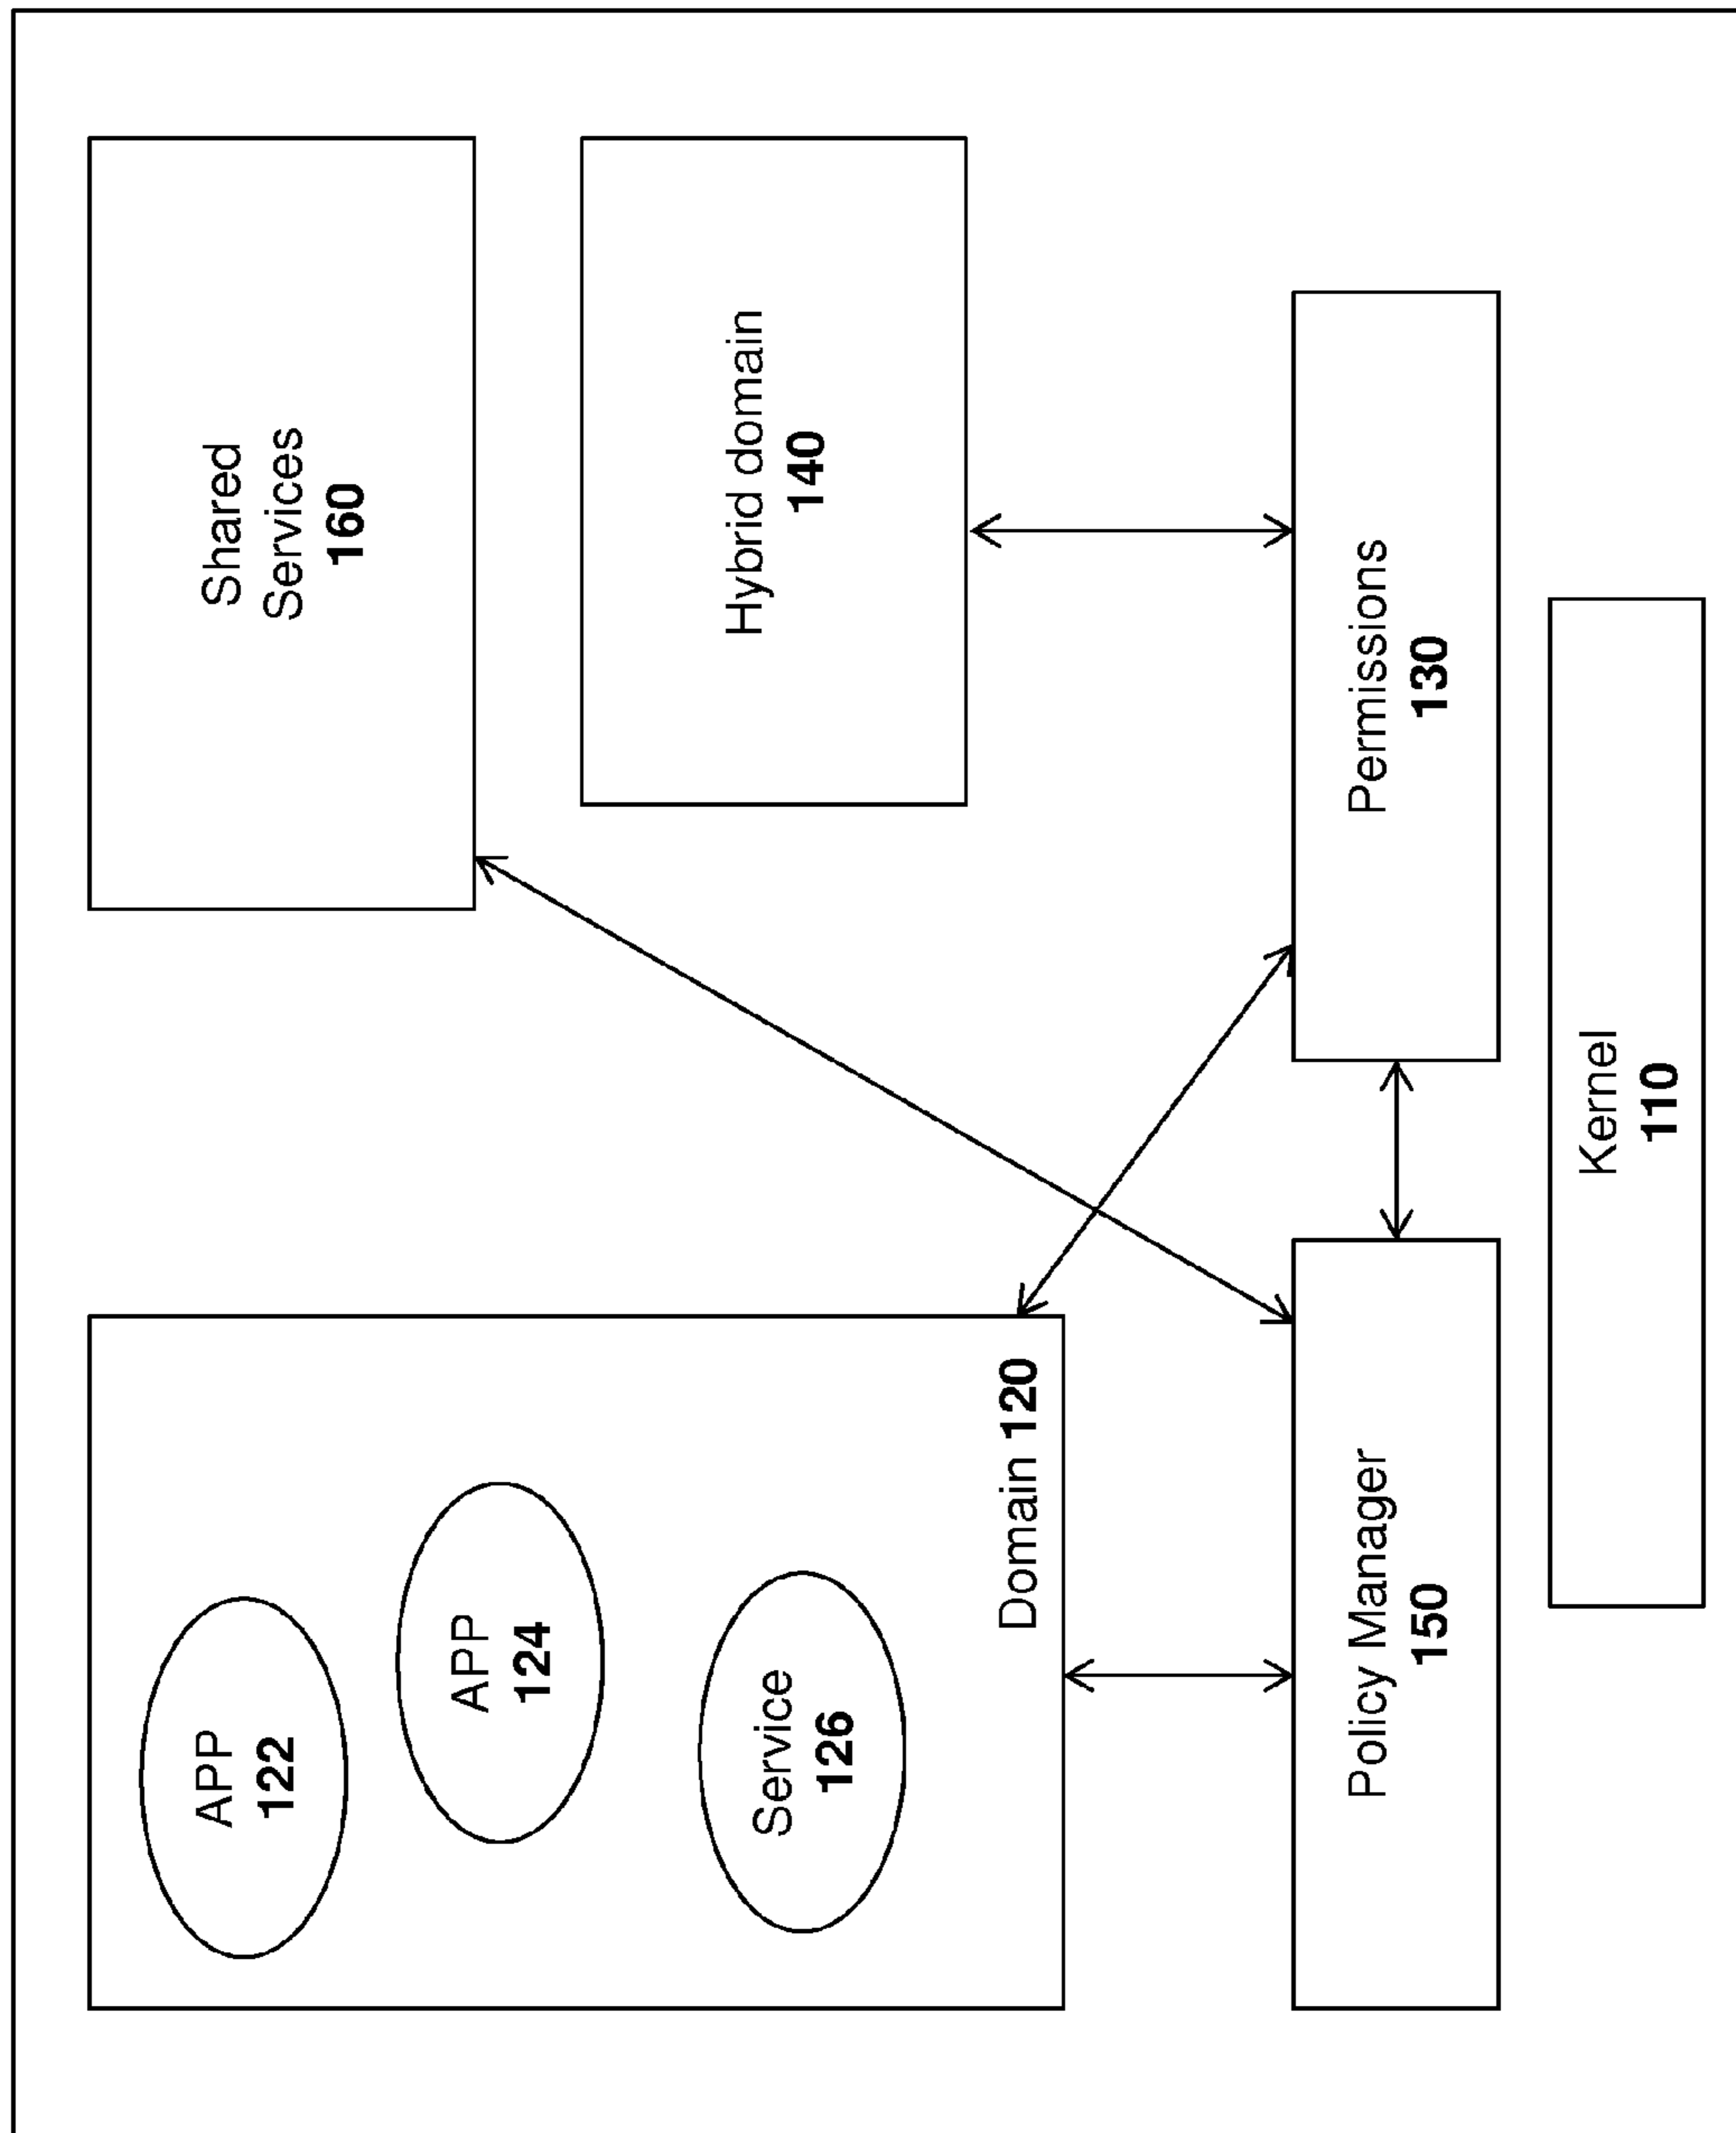 APP
122
APP
124
Service
126
Domain 120
Shared
Services
160
Hybrid domain
140
Policy Manager
150
Permissions
130
Kernel
110